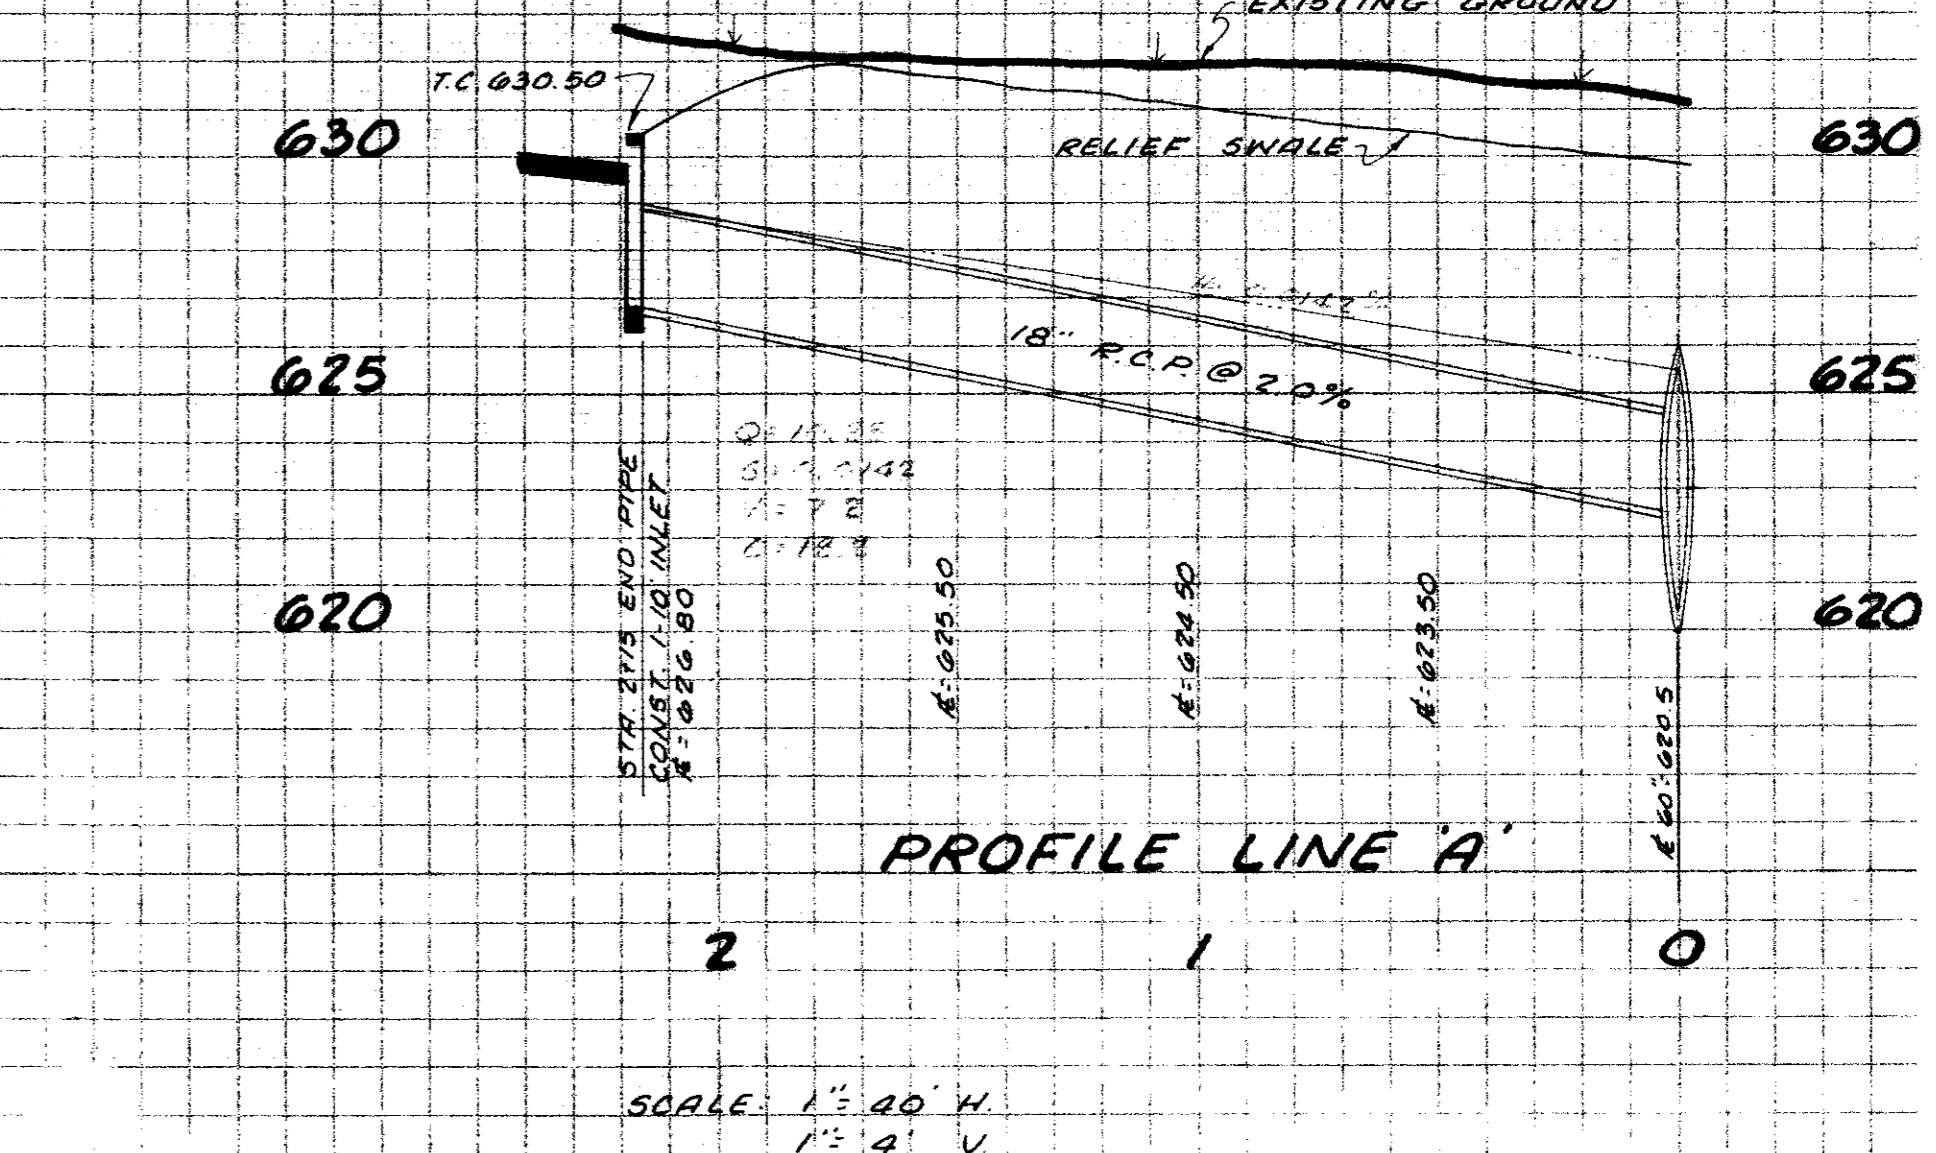 EXISTING GROUND
T.C. 630.50
630
630
RELIEF SWALE
18" R.C.P. @ 2.0%
625
625
STA. 2+15 END PIPE
CONST. 1-10' INLET
℄=626.80
℄=625.50
℄=624.50
℄=623.50
620
620
℄ 60"=620.5
PROFILE LINE 'A'
2
1
0
SCALE: 1"=40' H.
1"=4' V.